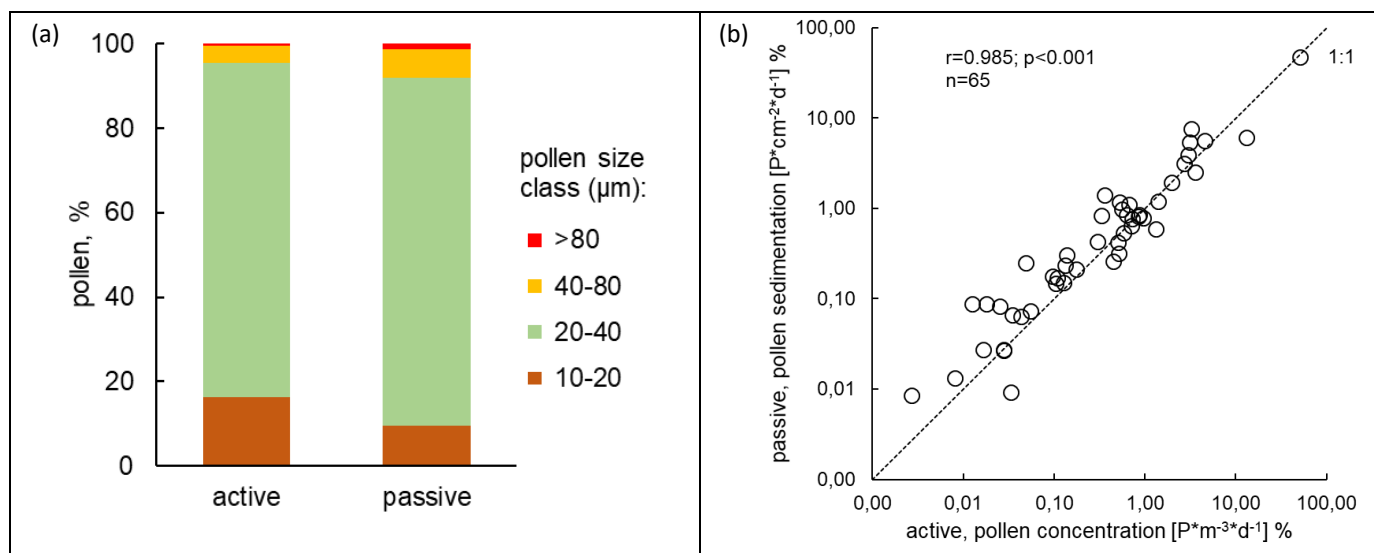 (a)
100
80
60
40
20
0
pollen, %
active
passive
pollen size
class (µm):
>80
40-80
20-40
10-20
(b)
r=0.985; p<0.001
n=65
1:1
100,00
10,00
1,00
0,10
0,01
0,00
passive, pollen sedimentation [P*cm-2*d-1] %
0,00
0,01
0,10
1,00
10,00
100,00
active, pollen concentration [P*m-3*d-1] %